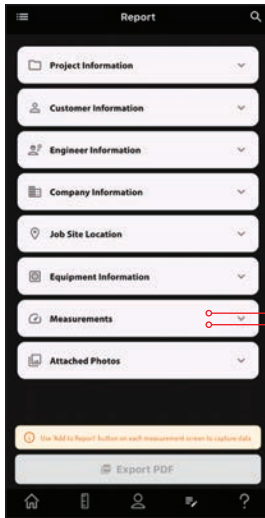 Report
Project Information
Customer Information
Engineer Information
Company Information
Job Site Location
Equipment Information
Measurements
Attached Photos
Use 'Add to Report' button on each measurement screen to capture data
Export PDF